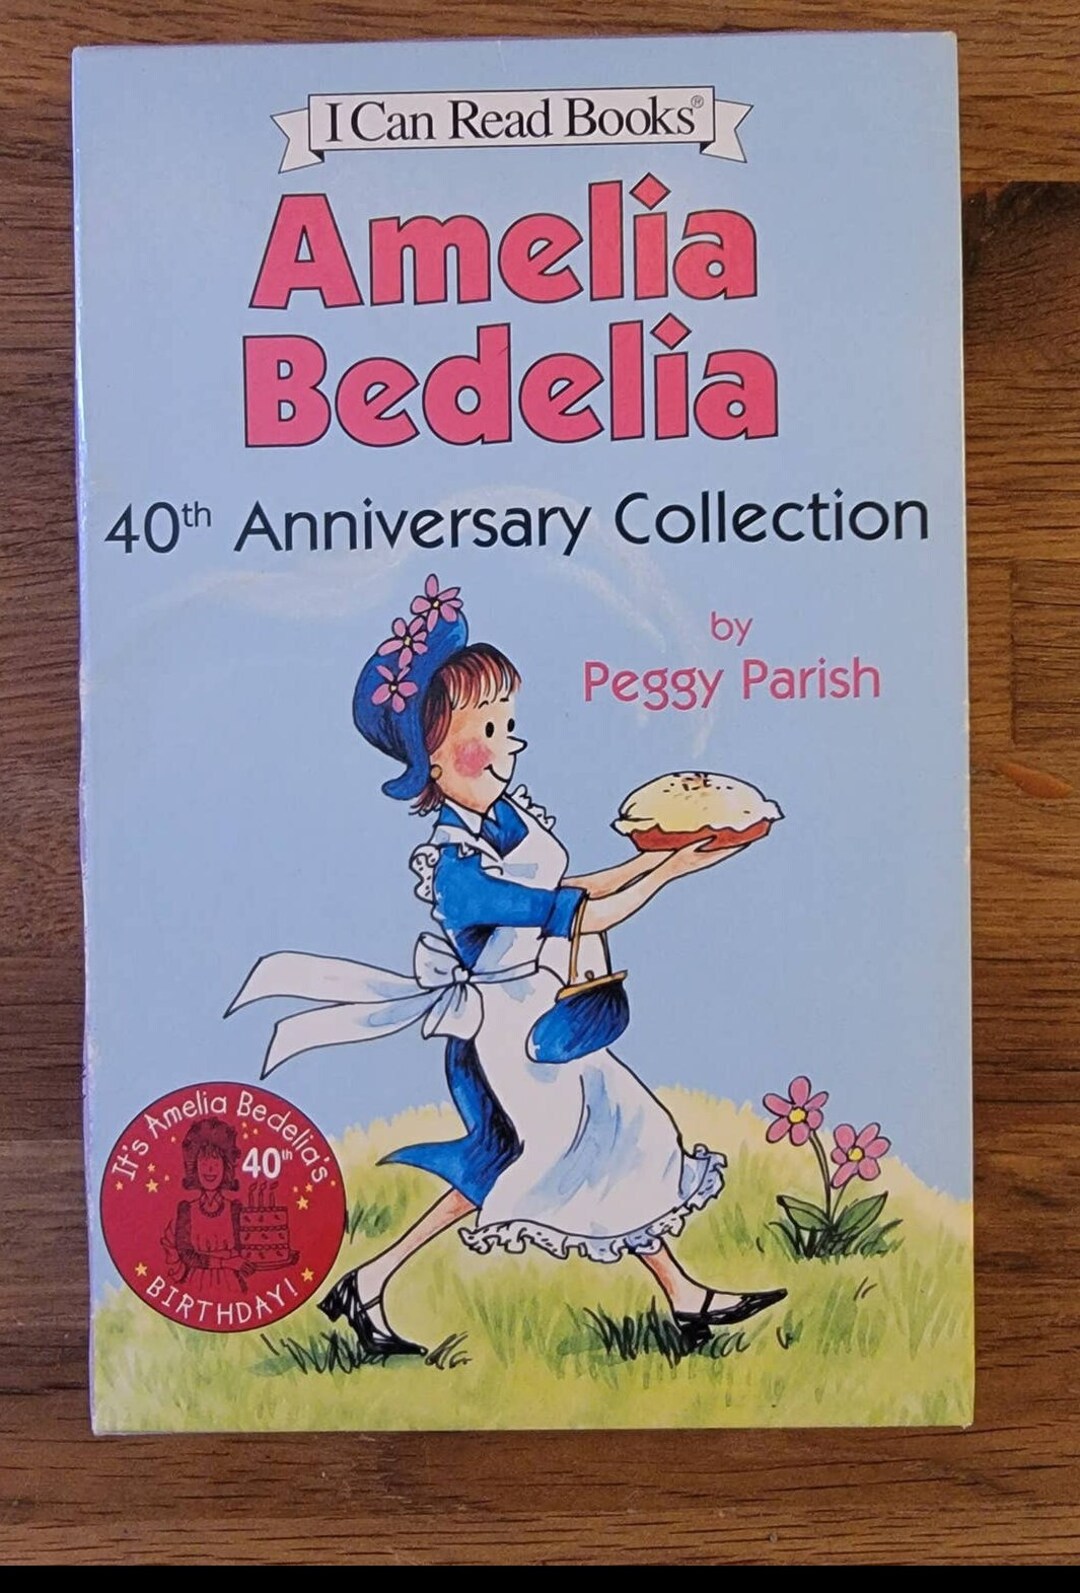 I Can Read Books®
Amelia
Bedelia
40th Anniversary Collection
by
Peggy Parish
It's Amelia Bedelia's
40th
BIRTHDAY!